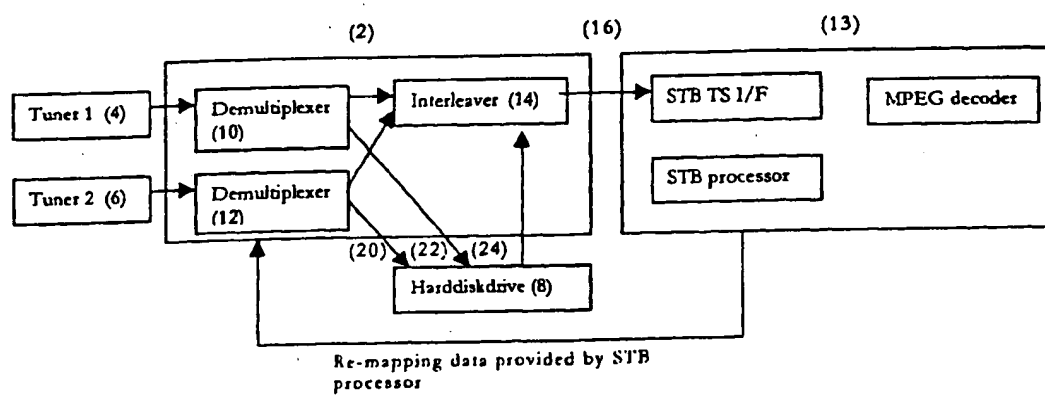 (2)
(16)
(13)
Tuner 1 (4)
Demultiplexer
(10)
Interleaver (14)
STB TS I/F
MPEG decoder
Tuner 2 (6)
Demultiplexer
(12)
STB processor
(20) (22) (24)
Harddiskdrive (8)
Re-mapping data provided by STB
processor